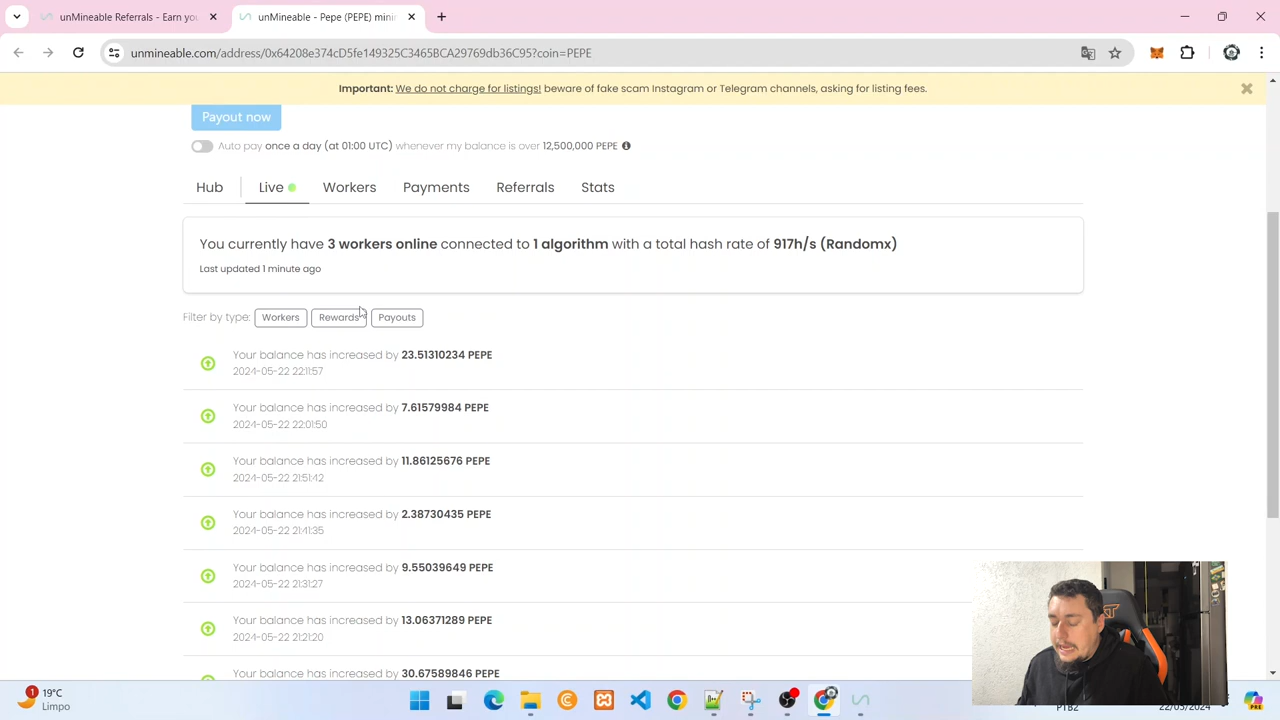 unMineable Referrals - Earn you
unMineable - Pepe (PEPE) mini
unmineable.com/address/0x64208e374cD5fe149325C3465BCA29769db36C95?coin=PEPE
Important: We do not charge for listings! beware of fake scam Instagram or Telegram channels, asking for listing fees.
Payout now
Auto pay once a day (at 01:00 UTC) whenever my balance is over 12,500,000 PEPE
Hub Live Workers Payments Referrals Stats
You currently have 3 workers online connected to 1 algorithm with a total hash rate of 917h/s (Randomx)
Last updated 1 minute ago
Filter by type: Workers Rewards Payouts
Your balance has increased by 23.51310234 PEPE
2024-05-22 22:11:57
Your balance has increased by 7.61579984 PEPE
2024-05-22 22:01:50
Your balance has increased by 11.86125676 PEPE
2024-05-22 21:51:42
Your balance has increased by 2.38730435 PEPE
2024-05-22 21:41:35
Your balance has increased by 9.55039649 PEPE
2024-05-22 21:31:27
Your balance has increased by 13.06371289 PEPE
2024-05-22 21:21:20
Your balance has increased by 30.67589846 PEPE
1
19°C
Limpo
PTB2
22/05/2024
PRE